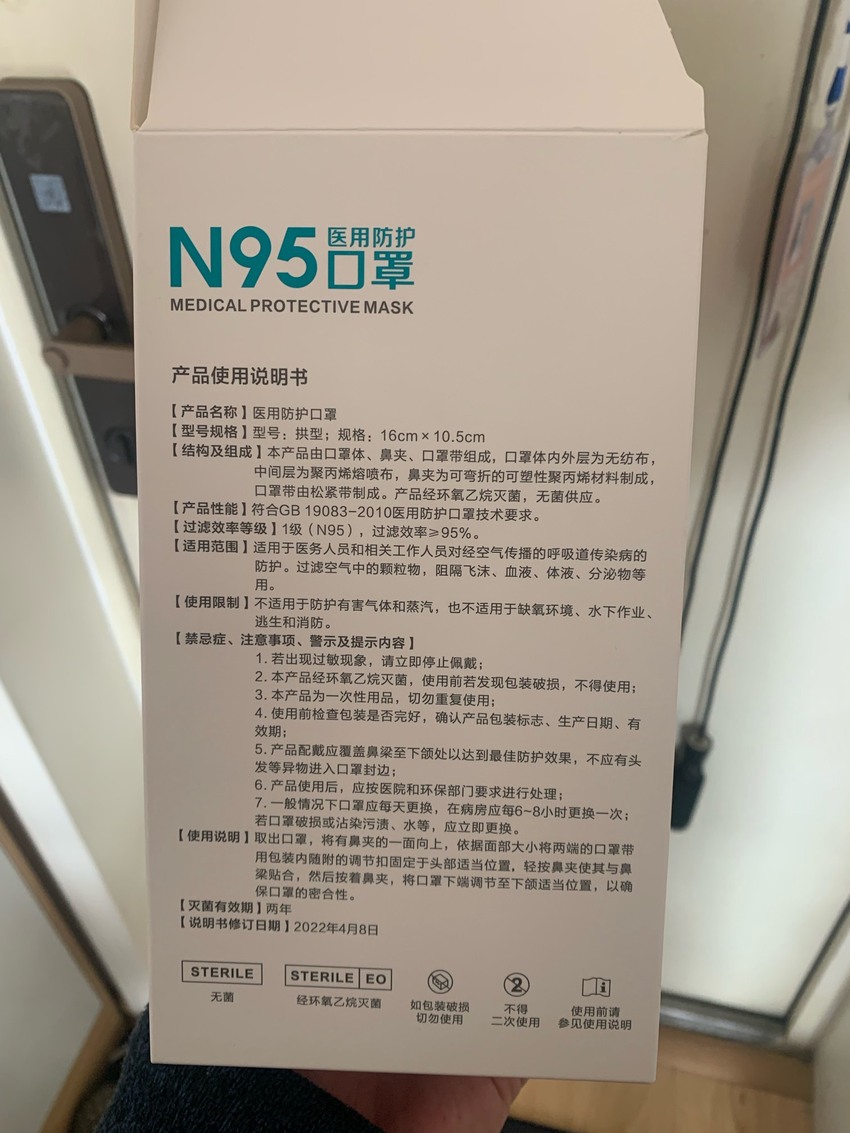 N95 医用防护口罩
MEDICAL PROTECTIVE MASK
产品使用说明书
【产品名称】医用防护口罩
【型号规格】型号：拱型；规格：16cm×10.5cm
【结构及组成】本产品由口罩体、鼻夹、口罩带组成，口罩体内外层为无纺布，
中间层为聚丙烯熔喷布，鼻夹为可弯折的可塑性聚丙烯材料制成，
口罩带由松紧带制成。产品经环氧乙烷灭菌，无菌供应。
【产品性能】符合GB 19083-2010医用防护口罩技术要求。
【过滤效率等级】1级（N95），过滤效率≥95%。
【适用范围】适用于医务人员和相关工作人员对经空气传播的呼吸道传染病的
防护。过滤空气中的颗粒物，阻隔飞沫、血液、体液、分泌物等
用。
【使用限制】不适用于防护有害气体和蒸汽，也不适用于缺氧环境、水下作业、
逃生和消防。
【禁忌症、注意事项、警示及提示内容】
1. 若出现过敏现象，请立即停止佩戴；
2. 本产品经环氧乙烷灭菌，使用前若发现包装破损，不得使用；
3. 本产品为一次性用品，切勿重复使用；
4. 使用前检查包装是否完好，确认产品包装标志、生产日期、有
效期；
5. 产品配戴应覆盖鼻梁至下颌处以达到最佳防护效果，不应有头
发等异物进入口罩封边；
6. 产品使用后，应按医院和环保部门要求进行处理；
7. 一般情况下口罩应每天更换，在病房应每6~8小时更换一次；
若口罩破损或沾染污渍、水等，应立即更换。
【使用说明】取出口罩，将有鼻夹的一面向上，依据面部大小将两端的口罩带
用包装内随附的调节扣固定于头部适当位置，轻按鼻夹使其与鼻
梁贴合，然后按着鼻夹，将口罩下端调节至下颌适当位置，以确
保口罩的密合性。
【灭菌有效期】两年
【说明书修订日期】2022年4月8日
STERILE
无菌
STERILE EO
经环氧乙烷灭菌
如包装破损
切勿使用
2
不得
二次使用
i
使用前请
参见使用说明